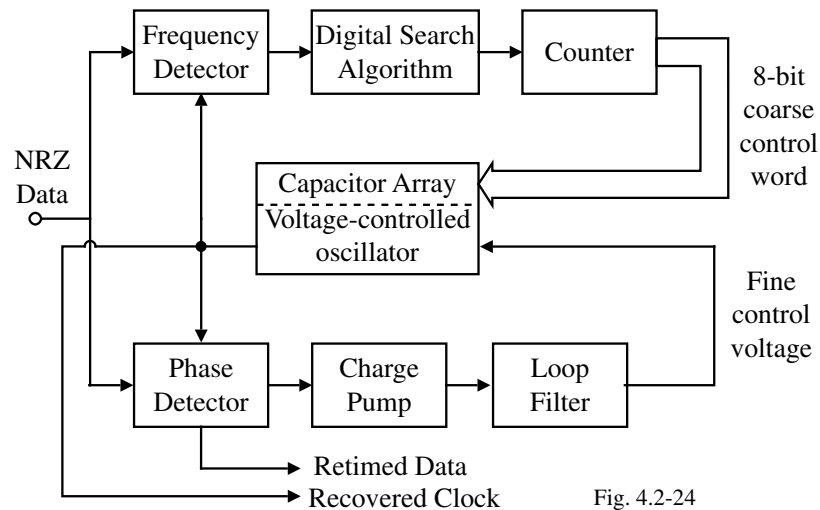 Frequency
Detector
Digital Search
Algorithm
Counter
8-bit
coarse
control
word
NRZ
Data
Capacitor Array
Voltage-controlled
oscillator
Fine
control
voltage
Phase
Detector
Charge
Pump
Loop
Filter
Retimed Data
Recovered Clock
Fig. 4.2-24